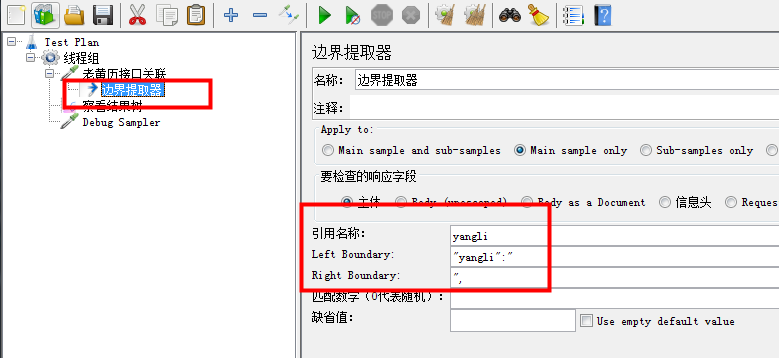 Test Plan
线程组
老黄历接口关联
边界提取器
察看结果树
Debug Sampler
边界提取器
名称： 边界提取器
注释：
Apply to:
Main sample and sub-samples Main sample only Sub-samples only
要检查的响应字段
主体 Body (unescaped) Body as a Document 信息头 Reques
引用名称： yangli
Left Boundary: "yangli":"
Right Boundary: ",
匹配数字（0代表随机）：
缺省值： Use empty default value